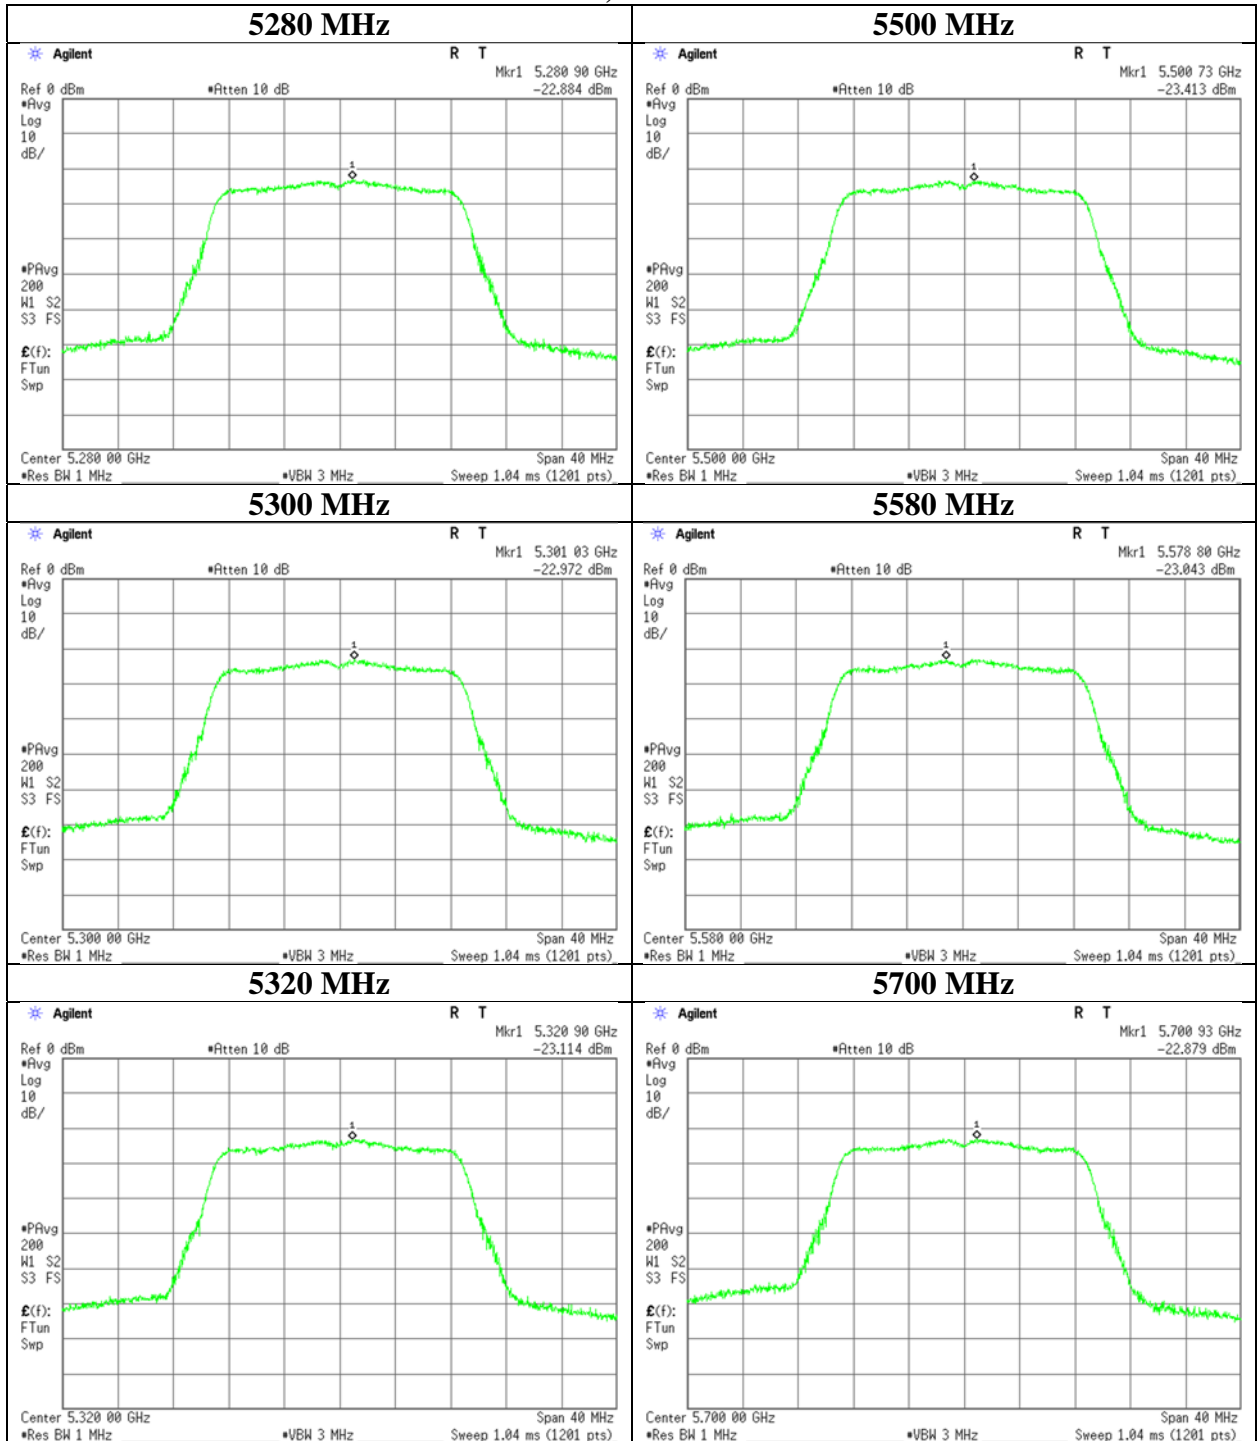 5280 MHz
Agilent R T
Mkr1 5.280 90 GHz
Ref 0 dBm #Atten 10 dB -22.884 dBm
#Avg
Log
10
dB/
1
#PAvg
200
W1 S2
S3 FS
£(f):
FTun
Swp
Center 5.280 00 GHz Span 40 MHz
#Res BW 1 MHz #VBW 3 MHz Sweep 1.04 ms (1201 pts)
5500 MHz
Agilent R T
Mkr1 5.500 73 GHz
Ref 0 dBm #Atten 10 dB -23.413 dBm
#Avg
Log
10
dB/
1
#PAvg
200
W1 S2
S3 FS
£(f):
FTun
Swp
Center 5.500 00 GHz Span 40 MHz
#Res BW 1 MHz #VBW 3 MHz Sweep 1.04 ms (1201 pts)
5300 MHz
Agilent R T
Mkr1 5.301 03 GHz
Ref 0 dBm #Atten 10 dB -22.972 dBm
#Avg
Log
10
dB/
1
#PAvg
200
W1 S2
S3 FS
£(f):
FTun
Swp
Center 5.300 00 GHz Span 40 MHz
#Res BW 1 MHz #VBW 3 MHz Sweep 1.04 ms (1201 pts)
5580 MHz
Agilent R T
Mkr1 5.578 80 GHz
Ref 0 dBm #Atten 10 dB -23.043 dBm
#Avg
Log
10
dB/
1
#PAvg
200
W1 S2
S3 FS
£(f):
FTun
Swp
Center 5.580 00 GHz Span 40 MHz
#Res BW 1 MHz #VBW 3 MHz Sweep 1.04 ms (1201 pts)
5320 MHz
Agilent R T
Mkr1 5.320 90 GHz
Ref 0 dBm #Atten 10 dB -23.114 dBm
#Avg
Log
10
dB/
1
#PAvg
200
W1 S2
S3 FS
£(f):
FTun
Swp
Center 5.320 00 GHz Span 40 MHz
#Res BW 1 MHz #VBW 3 MHz Sweep 1.04 ms (1201 pts)
5700 MHz
Agilent R T
Mkr1 5.700 93 GHz
Ref 0 dBm #Atten 10 dB -22.879 dBm
#Avg
Log
10
dB/
1
#PAvg
200
W1 S2
S3 FS
£(f):
FTun
Swp
Center 5.700 00 GHz Span 40 MHz
#Res BW 1 MHz #VBW 3 MHz Sweep 1.04 ms (1201 pts)